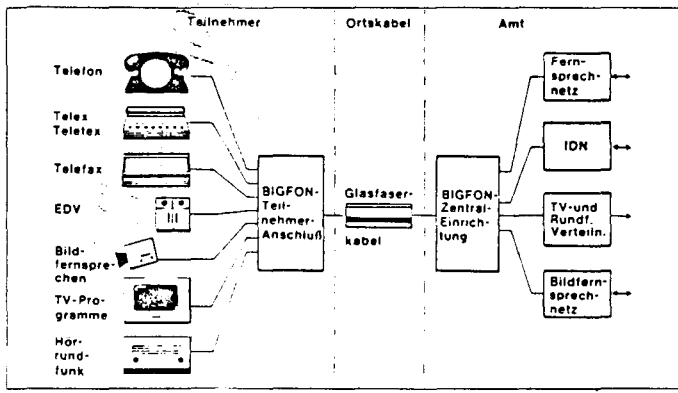 Teilnehmer
Ortskabel
Amt
Telefon
Telex
Teletex
Telefax
EDV
Bild-
fernspre-
chen
TV-Pro-
gramme
Hör-
rund-
funk
BIGFON-
Teil-
nehmer-
Anschluß
Glasfaser-
kabel
BIGFON-
Zentral-
Einrich-
tung
Fern-
sprech-
netz
IDN
TV-und
Rundf.
Verteiln.
Bildfern-
sprech-
netz